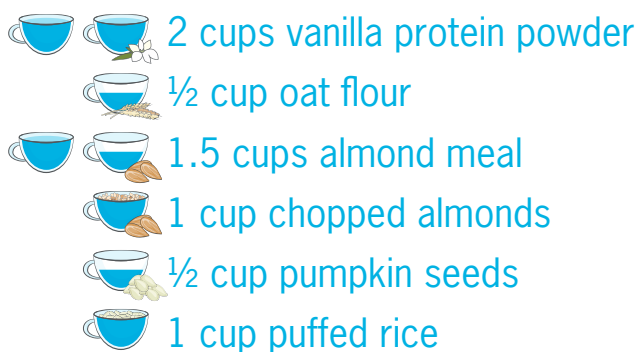 2 cups vanilla protein powder
½ cup oat flour
1.5 cups almond meal
1 cup chopped almonds
½ cup pumpkin seeds
1 cup puffed rice